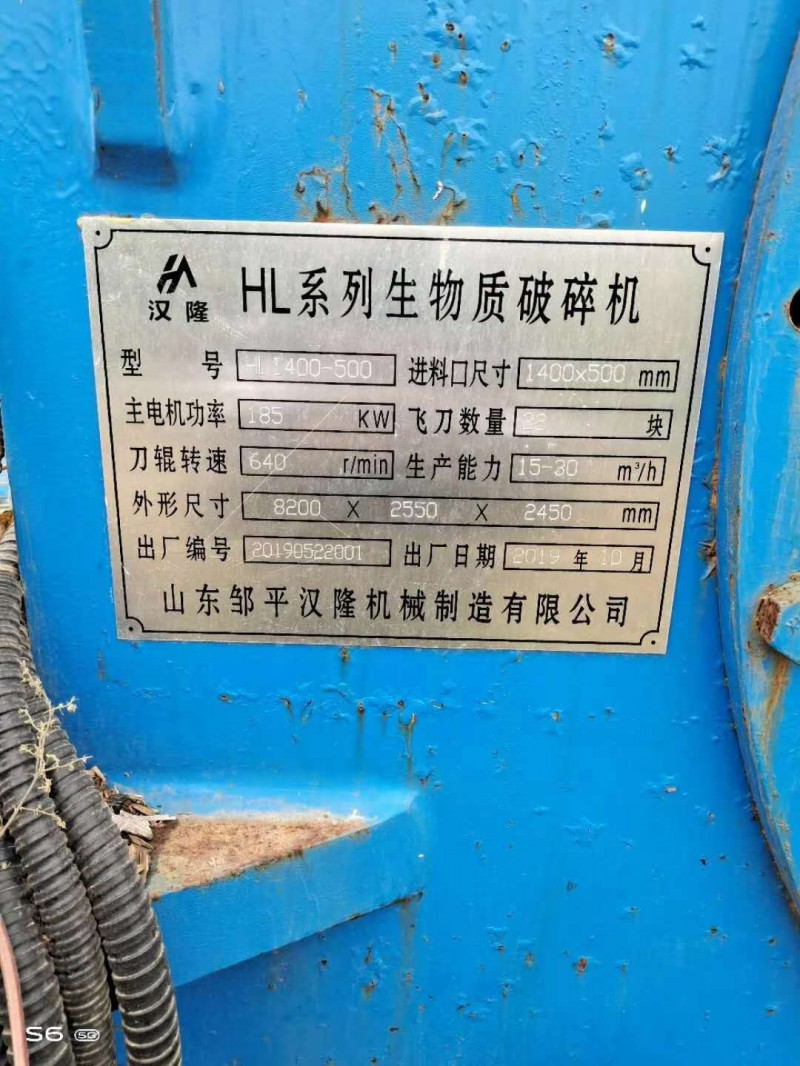 汉隆 HL系列生物质破碎机
型号 HL1400-500 进料口尺寸 1400x500 mm
主电机功率 185 KW 飞刀数量 22 块
刀辊转速 640 r/min 生产能力 15-30 m³/h
外形尺寸 8200 X 2550 X 2450 mm
出厂编号 20190522001 出厂日期 2019 年 10 月
山东邹平汉隆机械制造有限公司
S6 5G